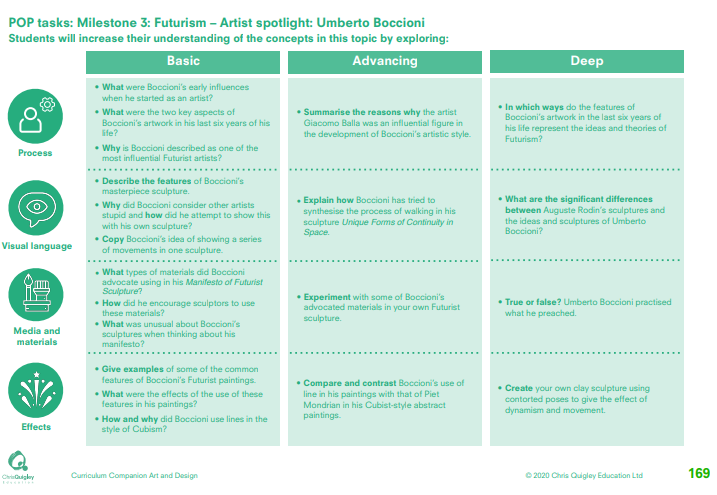 POP tasks: Milestone 3: Futurism – Artist spotlight: Umberto Boccioni
Students will increase their understanding of the concepts in this topic by exploring:
Basic
Advancing
Deep
Process
• What were Boccioni's early influences
when he started as an artist?
• What were the two key aspects of
Boccioni's artwork in his last six years of his
life?
• Why is Boccioni described as one of the
most influential Futurist artists?
• Summarise the reasons why the artist
Giacomo Balla was an influential figure in
the development of Boccioni's artistic style.
• In which ways do the features of
Boccioni's artwork in the last six years of
his life represent the ideas and theories of
Futurism?
Visual language
• Describe the features of Boccioni's
masterpiece sculpture.
• Why did Boccioni consider other artists
stupid and how did he attempt to show this
with his own sculpture?
• Copy Boccioni's idea of showing a series
of movements in one sculpture.
• Explain how Boccioni has tried to
synthesise the process of walking in his
sculpture Unique Forms of Continuity in
Space.
• What are the significant differences
between Auguste Rodin's sculptures and
the ideas and sculptures of Umberto
Boccioni?
Media and
materials
• What types of materials did Boccioni
advocate using in his Manifesto of Futurist
Sculpture?
• How did he encourage sculptors to use
these materials?
• What was unusual about Boccioni's
sculptures when thinking about his
manifesto?
• Experiment with some of Boccioni's
advocated materials in your own Futurist
sculpture.
• True or false? Umberto Boccioni practised
what he preached.
Effects
• Give examples of some of the common
features of Boccioni's Futurist paintings.
• What were the effects of the use of these
features in his paintings?
• How and why did Boccioni use lines in the
style of Cubism?
• Compare and contrast Boccioni's use of
line in his paintings with that of Piet
Mondrian in his Cubist-style abstract
paintings.
• Create your own clay sculpture using
contorted poses to give the effect of
dynamism and movement.
ChrisQuigley
EDUCATION
Curriculum Companion Art and Design
© 2020 Chris Quigley Education Ltd
169